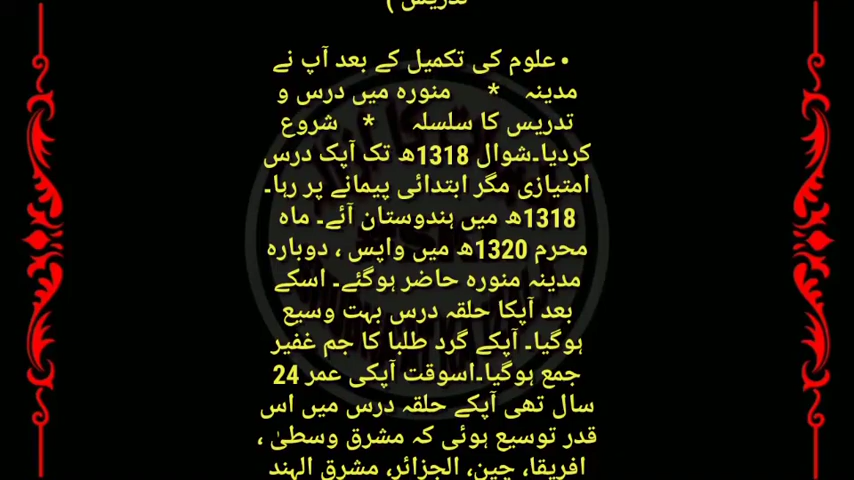 تدریس )
• علوم کی تکمیل کے بعد آپ نے
مدینہ * منورہ میں درس و
تدریس کا سلسلہ * شروع
کردیا۔شوال 1318ھ تک آپک درس
امتیازی مگر ابتدائی پیمانے پر رہا۔
1318ھ میں ہندوستان آئے۔ ماہ
محرم 1320ھ میں واپس ، دوبارہ
مدینہ منورہ حاضر ہوگئے۔ اسکے
بعد آپکا حلقہ درس بہت وسیع
ہوگیا۔ آپکے گرد طلبا کا جم غفیر
جمع ہوگیا۔اسوقت آپکی عمر 24
سال تھی آپکے حلقہ درس میں اس
قدر توسیع ہوئی کہ مشرق وسطیٰ ،
افریقا، چین، الجزائر، مشرق الہند